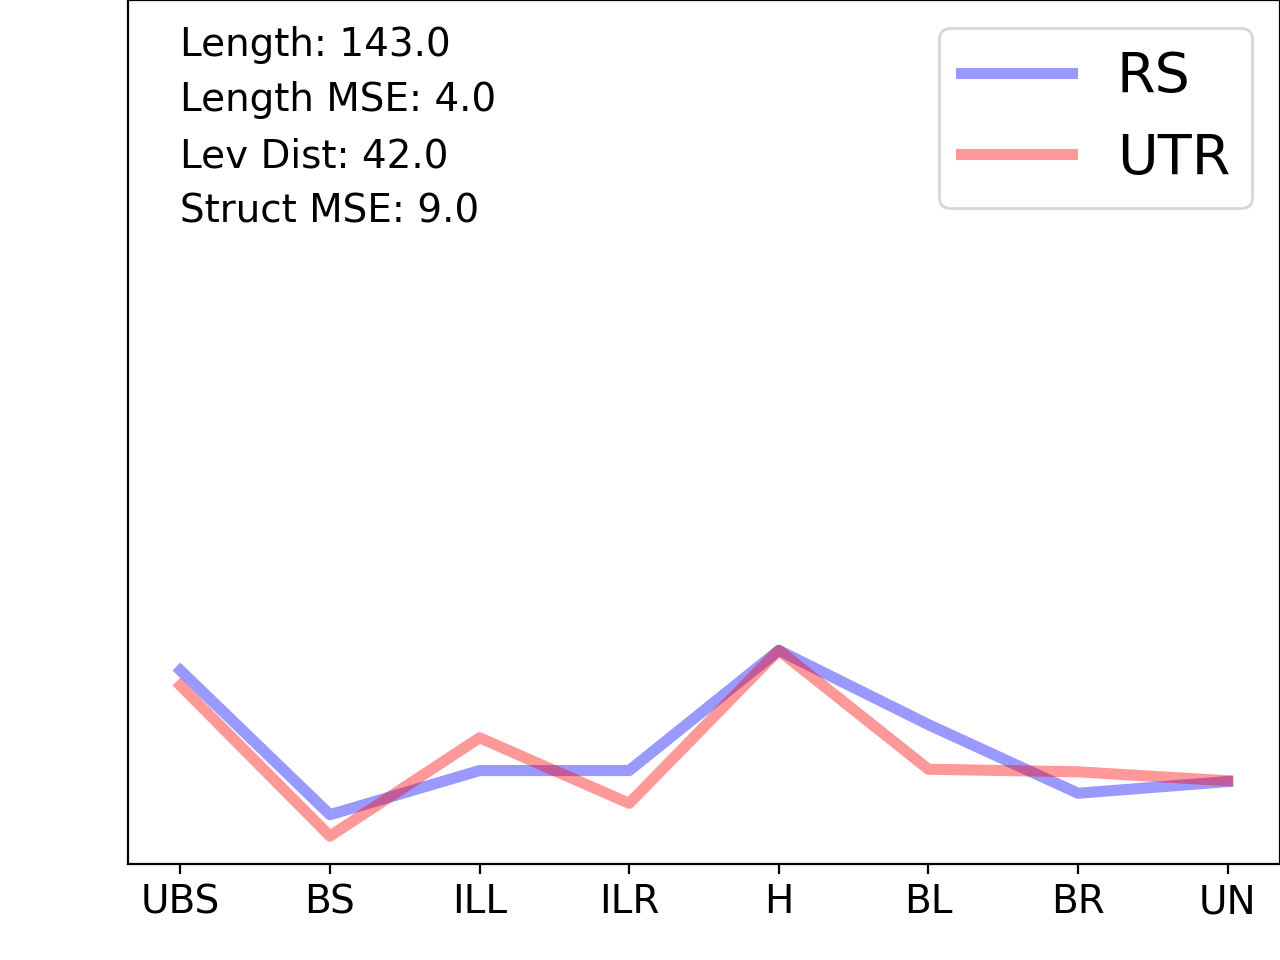 Length: 143.0
Length MSE: 4.0
Lev Dist: 42.0
Struct MSE: 9.0
RS
UTR
UBS BS ILL ILR H BL BR UN